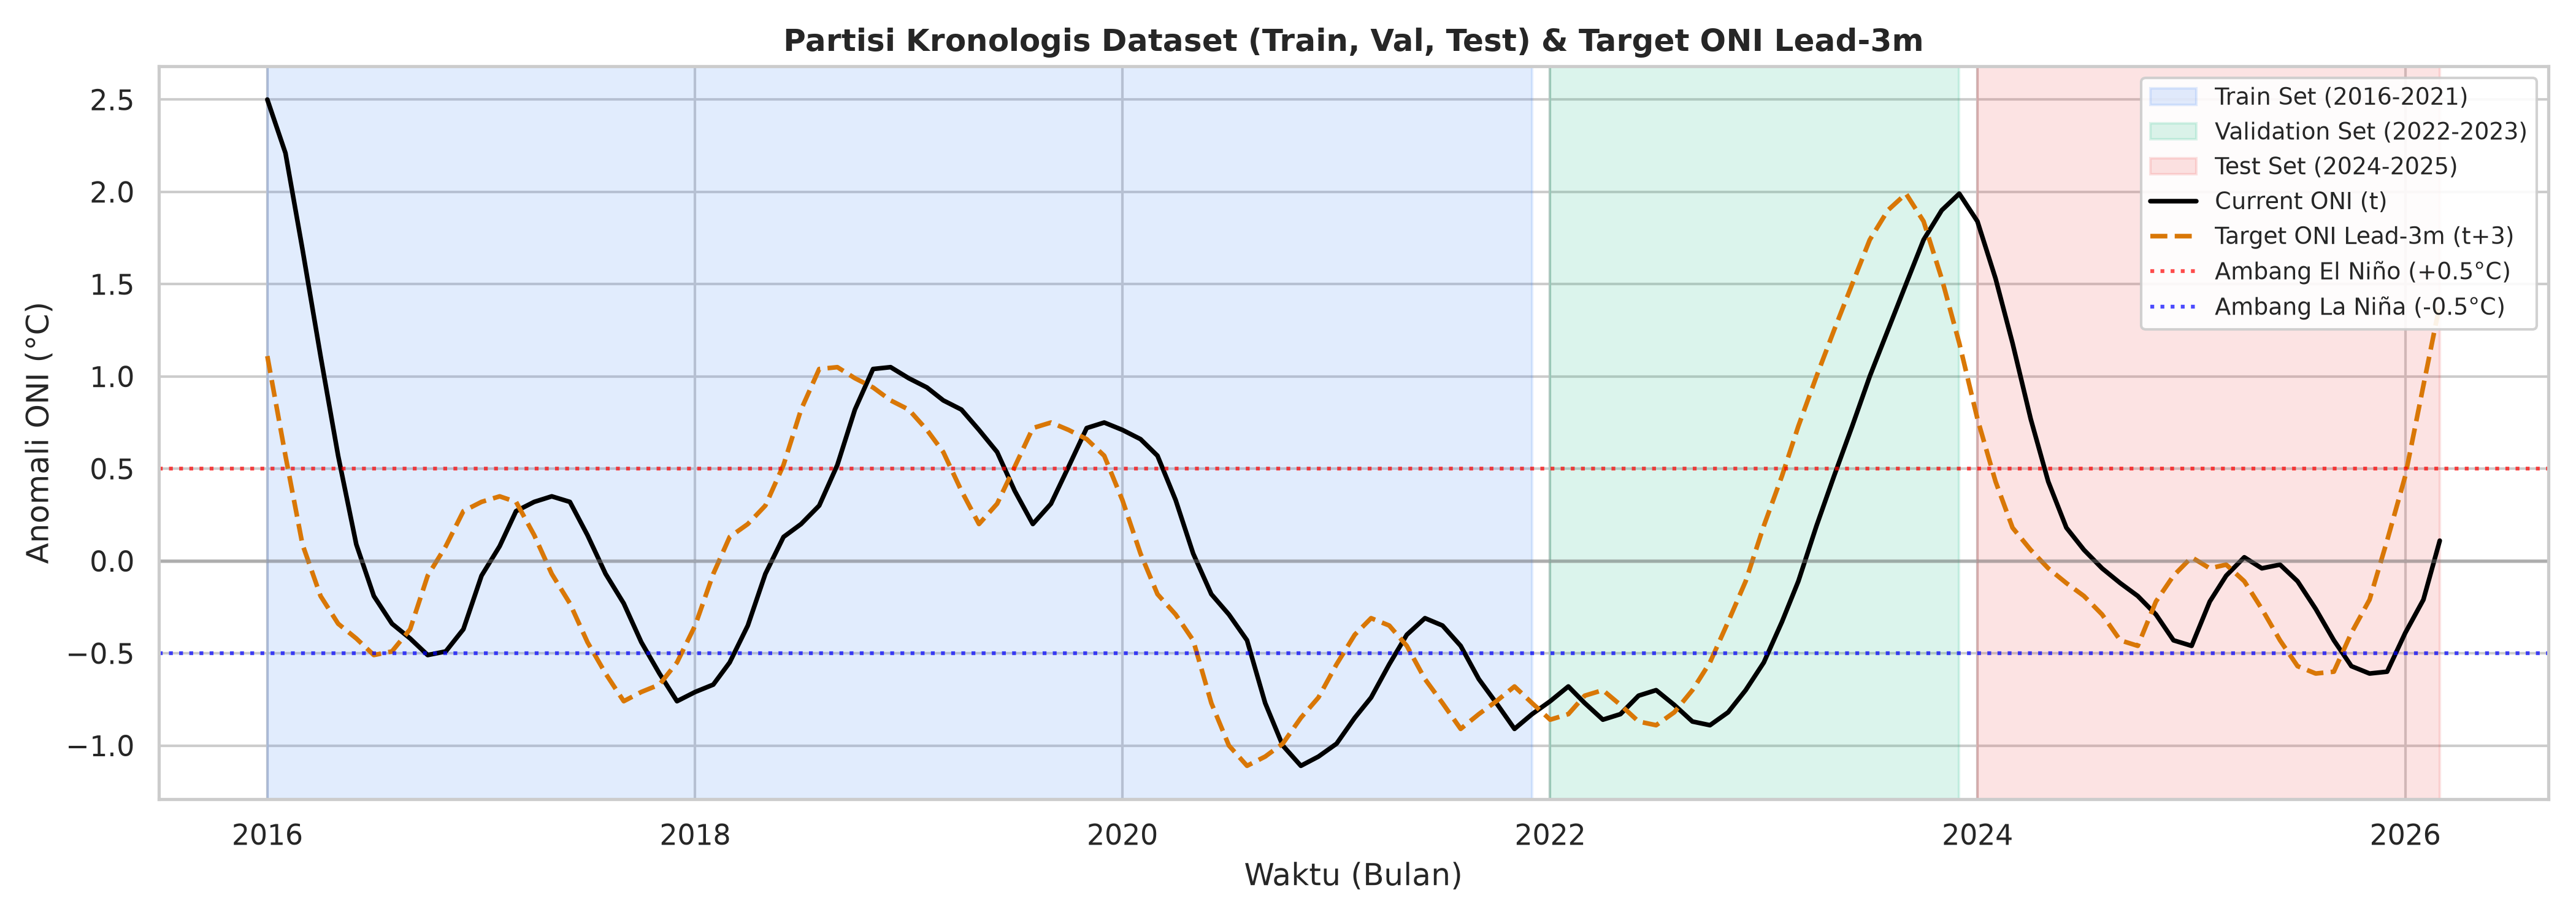 Partisi Kronologis Dataset (Train, Val, Test) & Target ONI Lead-3m
Anomali ONI (°C)
2.5
2.0
1.5
1.0
0.5
0.0
−0.5
−1.0
Train Set (2016-2021)
Validation Set (2022-2023)
Test Set (2024-2025)
Current ONI (t)
Target ONI Lead-3m (t+3)
Ambang El Niño (+0.5°C)
Ambang La Niña (-0.5°C)
2016 2018 2020 2022 2024 2026
Waktu (Bulan)